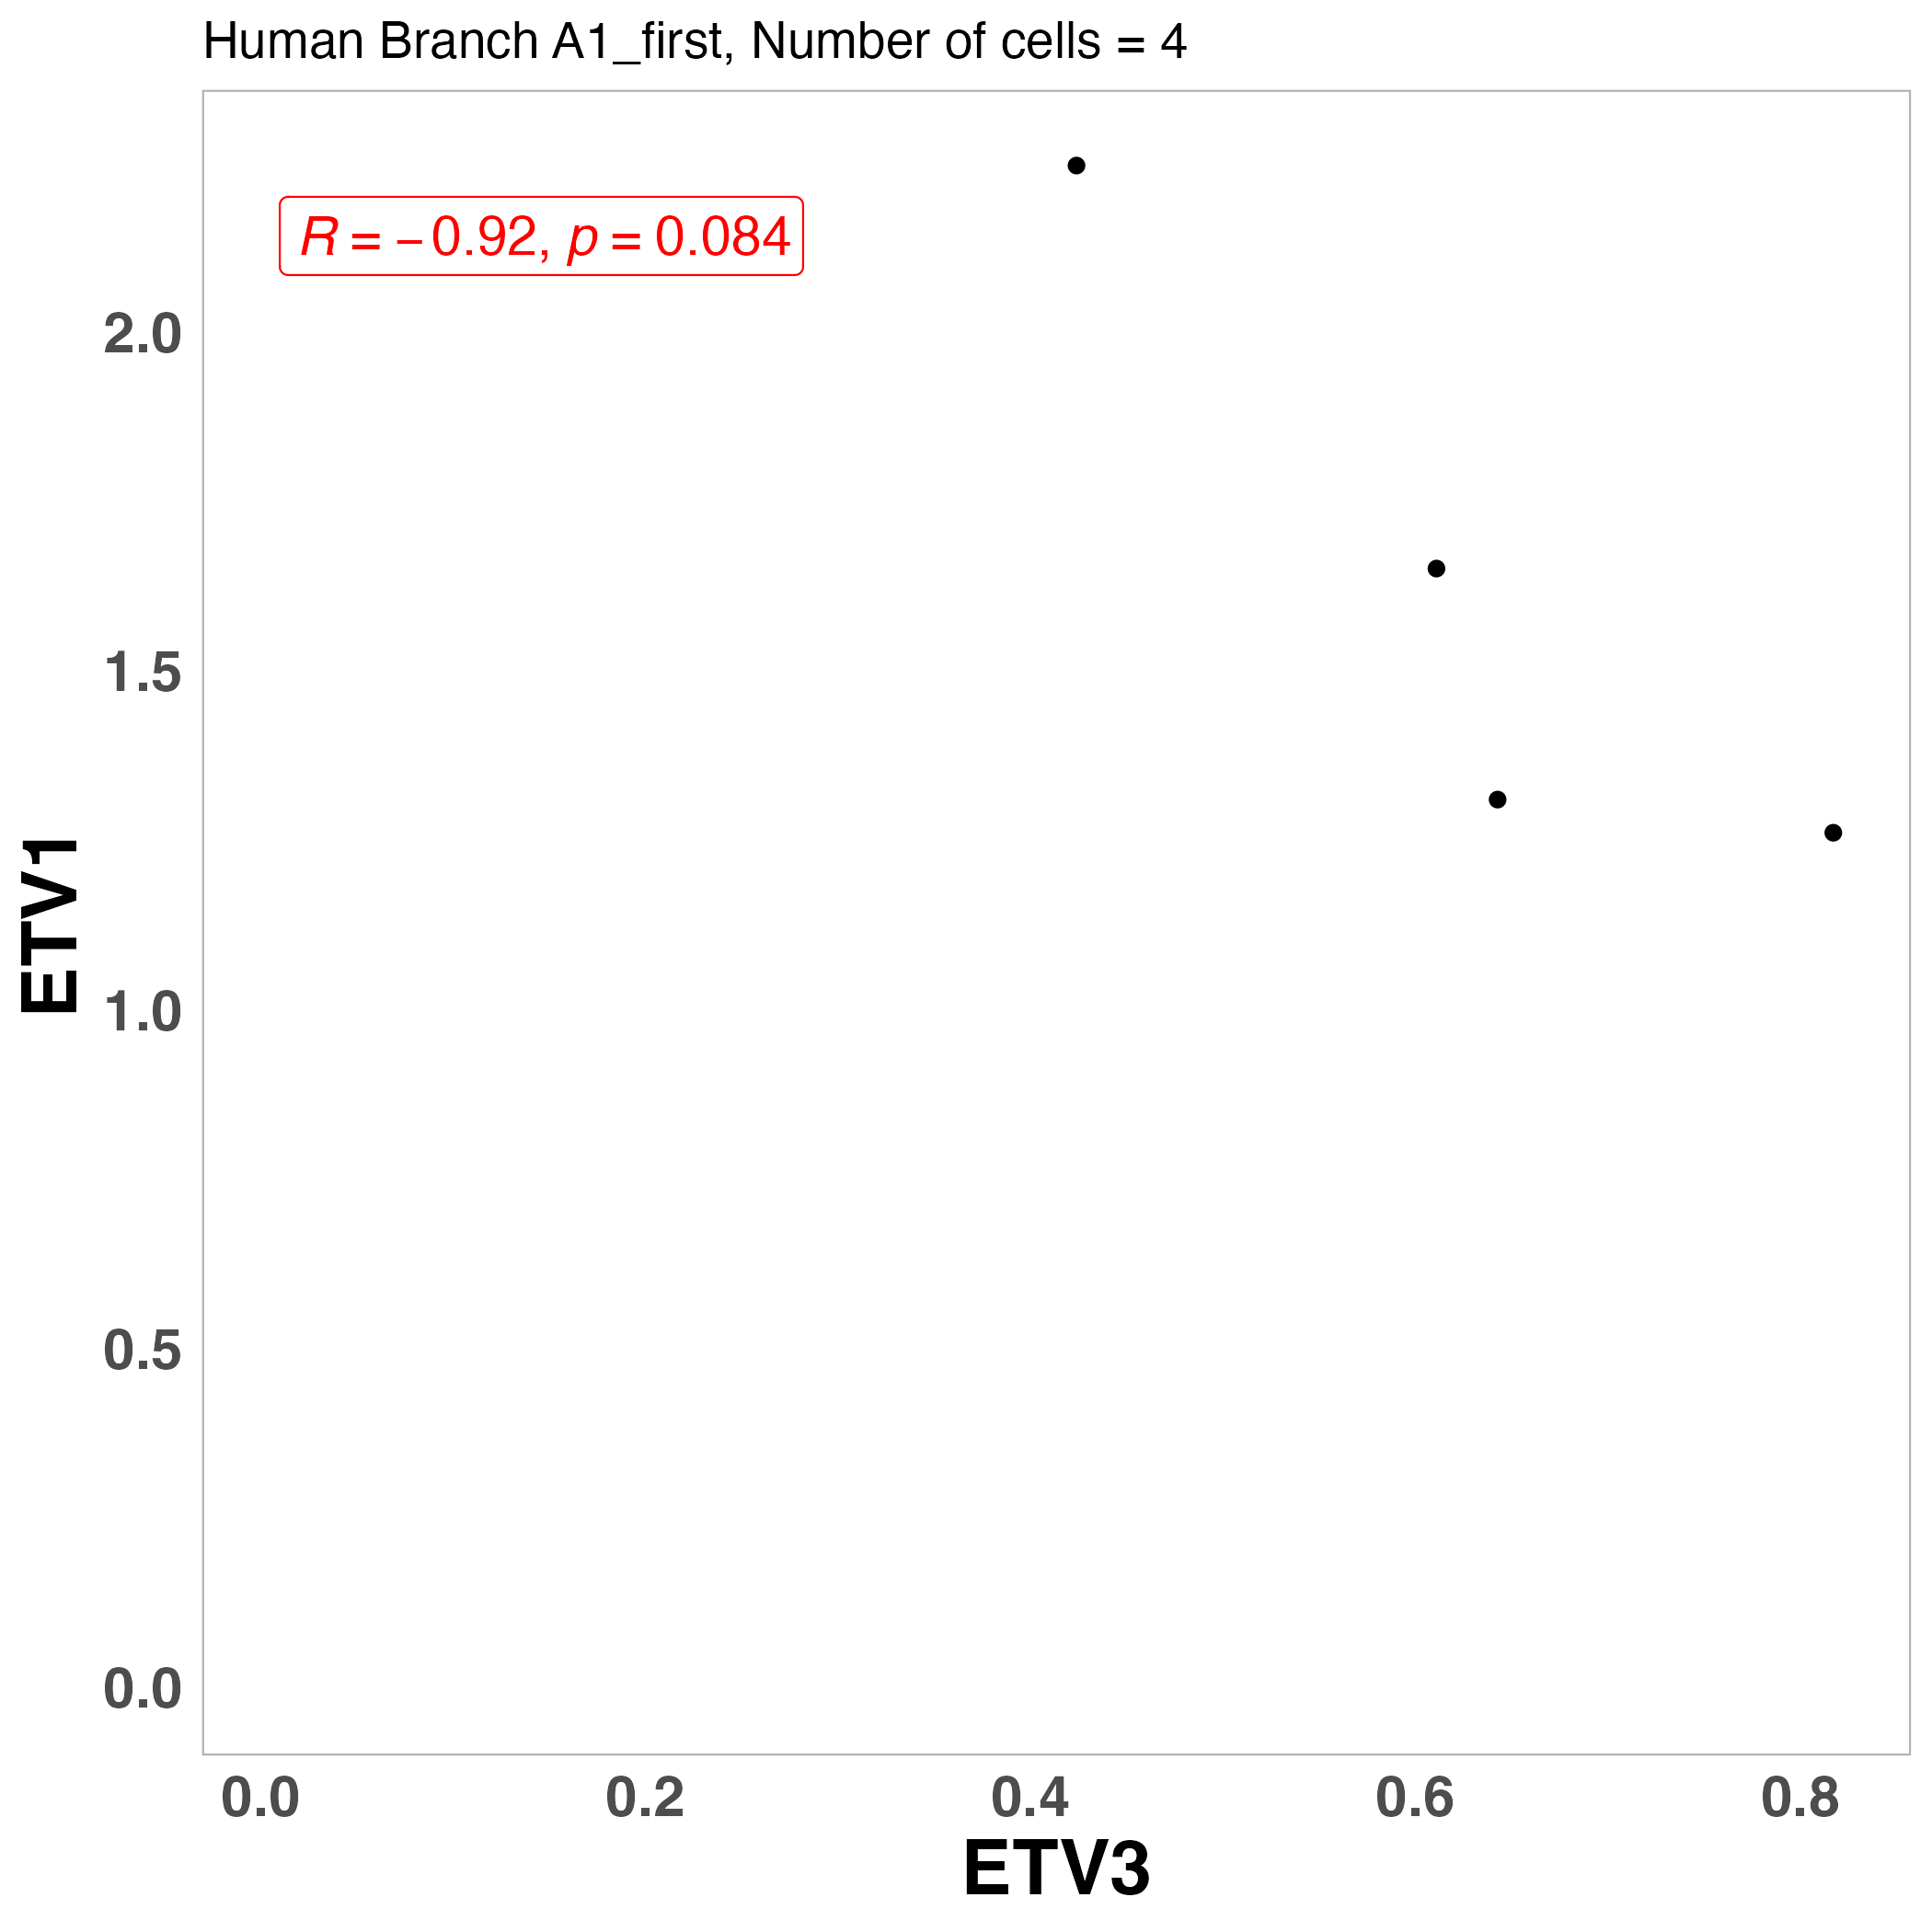 Human Branch A1_first, Number of cells = 4
R = −0.92, p = 0.084
2.0
1.5
1.0
0.5
0.0
ETV1
0.0 0.2 0.4 0.6 0.8
ETV3